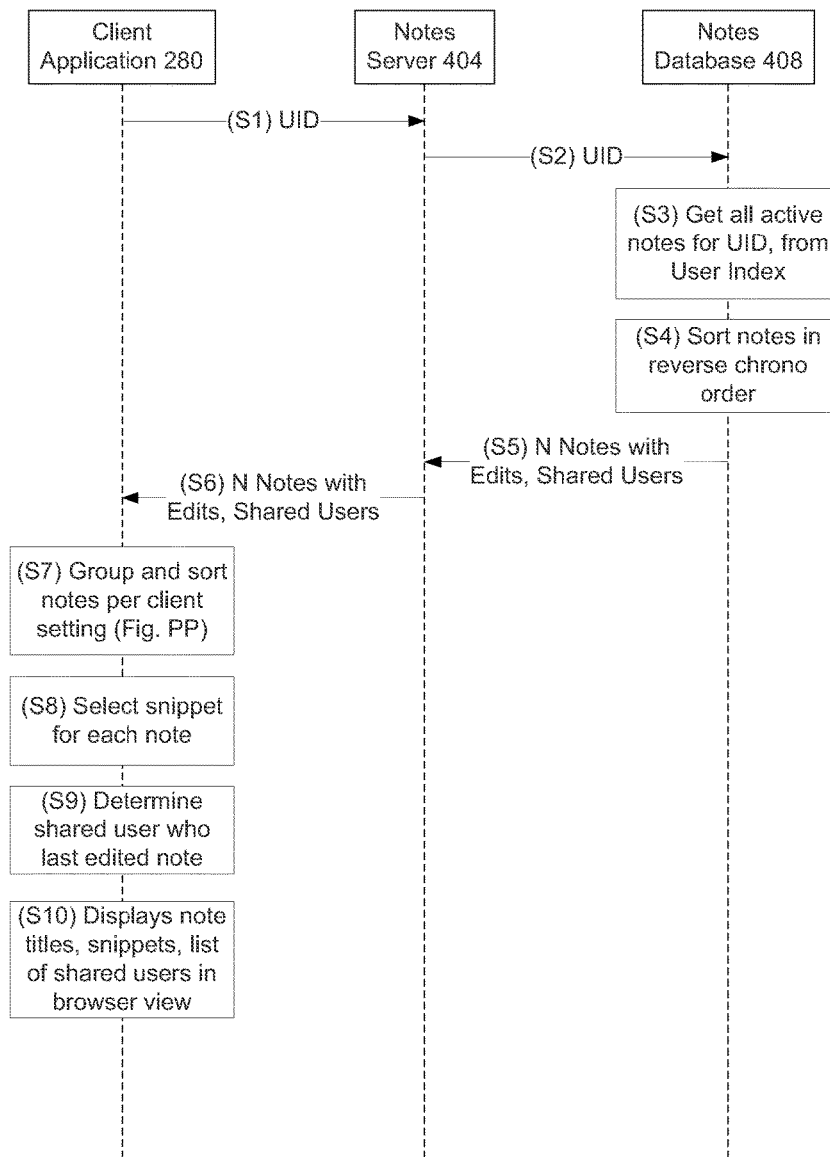 Client
Application 280
Notes
Server 404
Notes
Database 408
(S1) UID
(S2) UID
(S3) Get all active
notes for UID, from
User Index
(S4) Sort notes in
reverse chrono
order
(S5) N Notes with
Edits, Shared Users
(S6) N Notes with
Edits, Shared Users
(S7) Group and sort
notes per client
setting (Fig. PP)
(S8) Select snippet
for each note
(S9) Determine
shared user who
last edited note
(S10) Displays note
titles, snippets, list
of shared users in
browser view